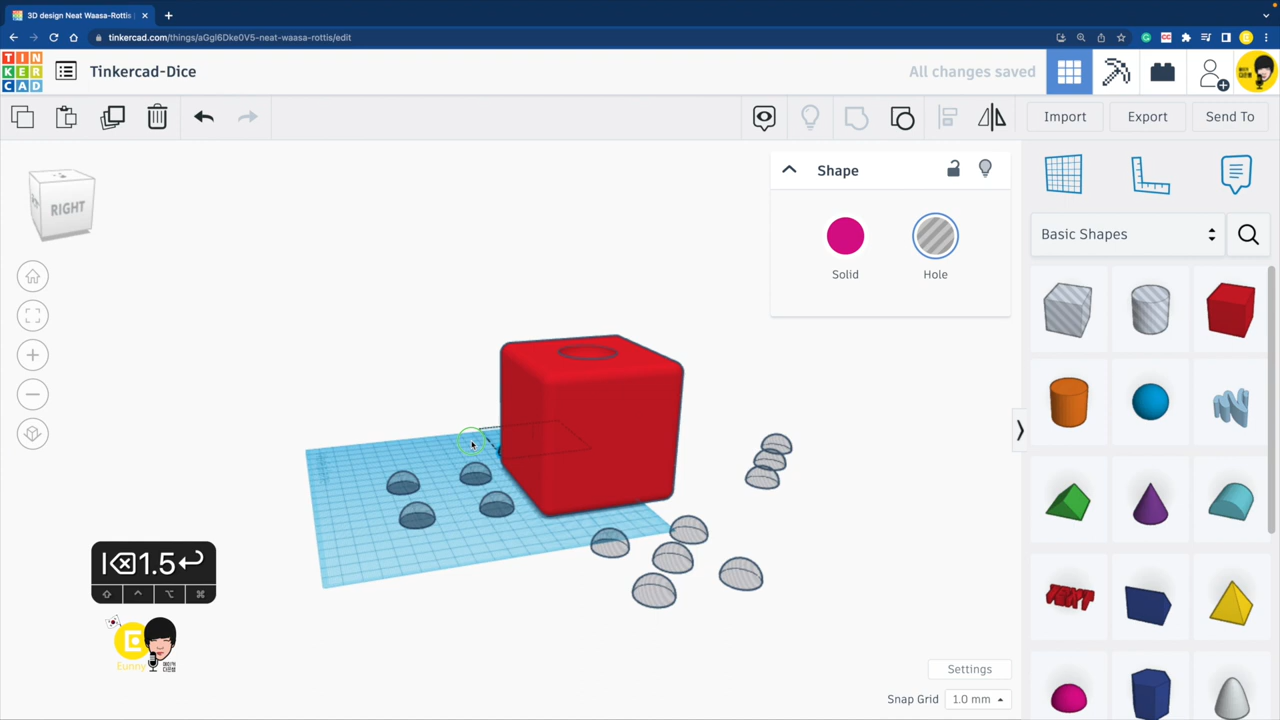 3D design Neat Waasa-Rottis
tinkercad.com/things/aGgl6Dke0V5-neat-waasa-rottis/edit
TIN
KER
CAD
Tinkercad-Dice
All changes saved
Import
Export
Send To
RIGHT
Shape
Solid
Hole
Basic Shapes
TEXT
I⌫1.5↩
⇧ ⌃ ⌥ ⌘
Eunny
Settings
Snap Grid 1.0 mm